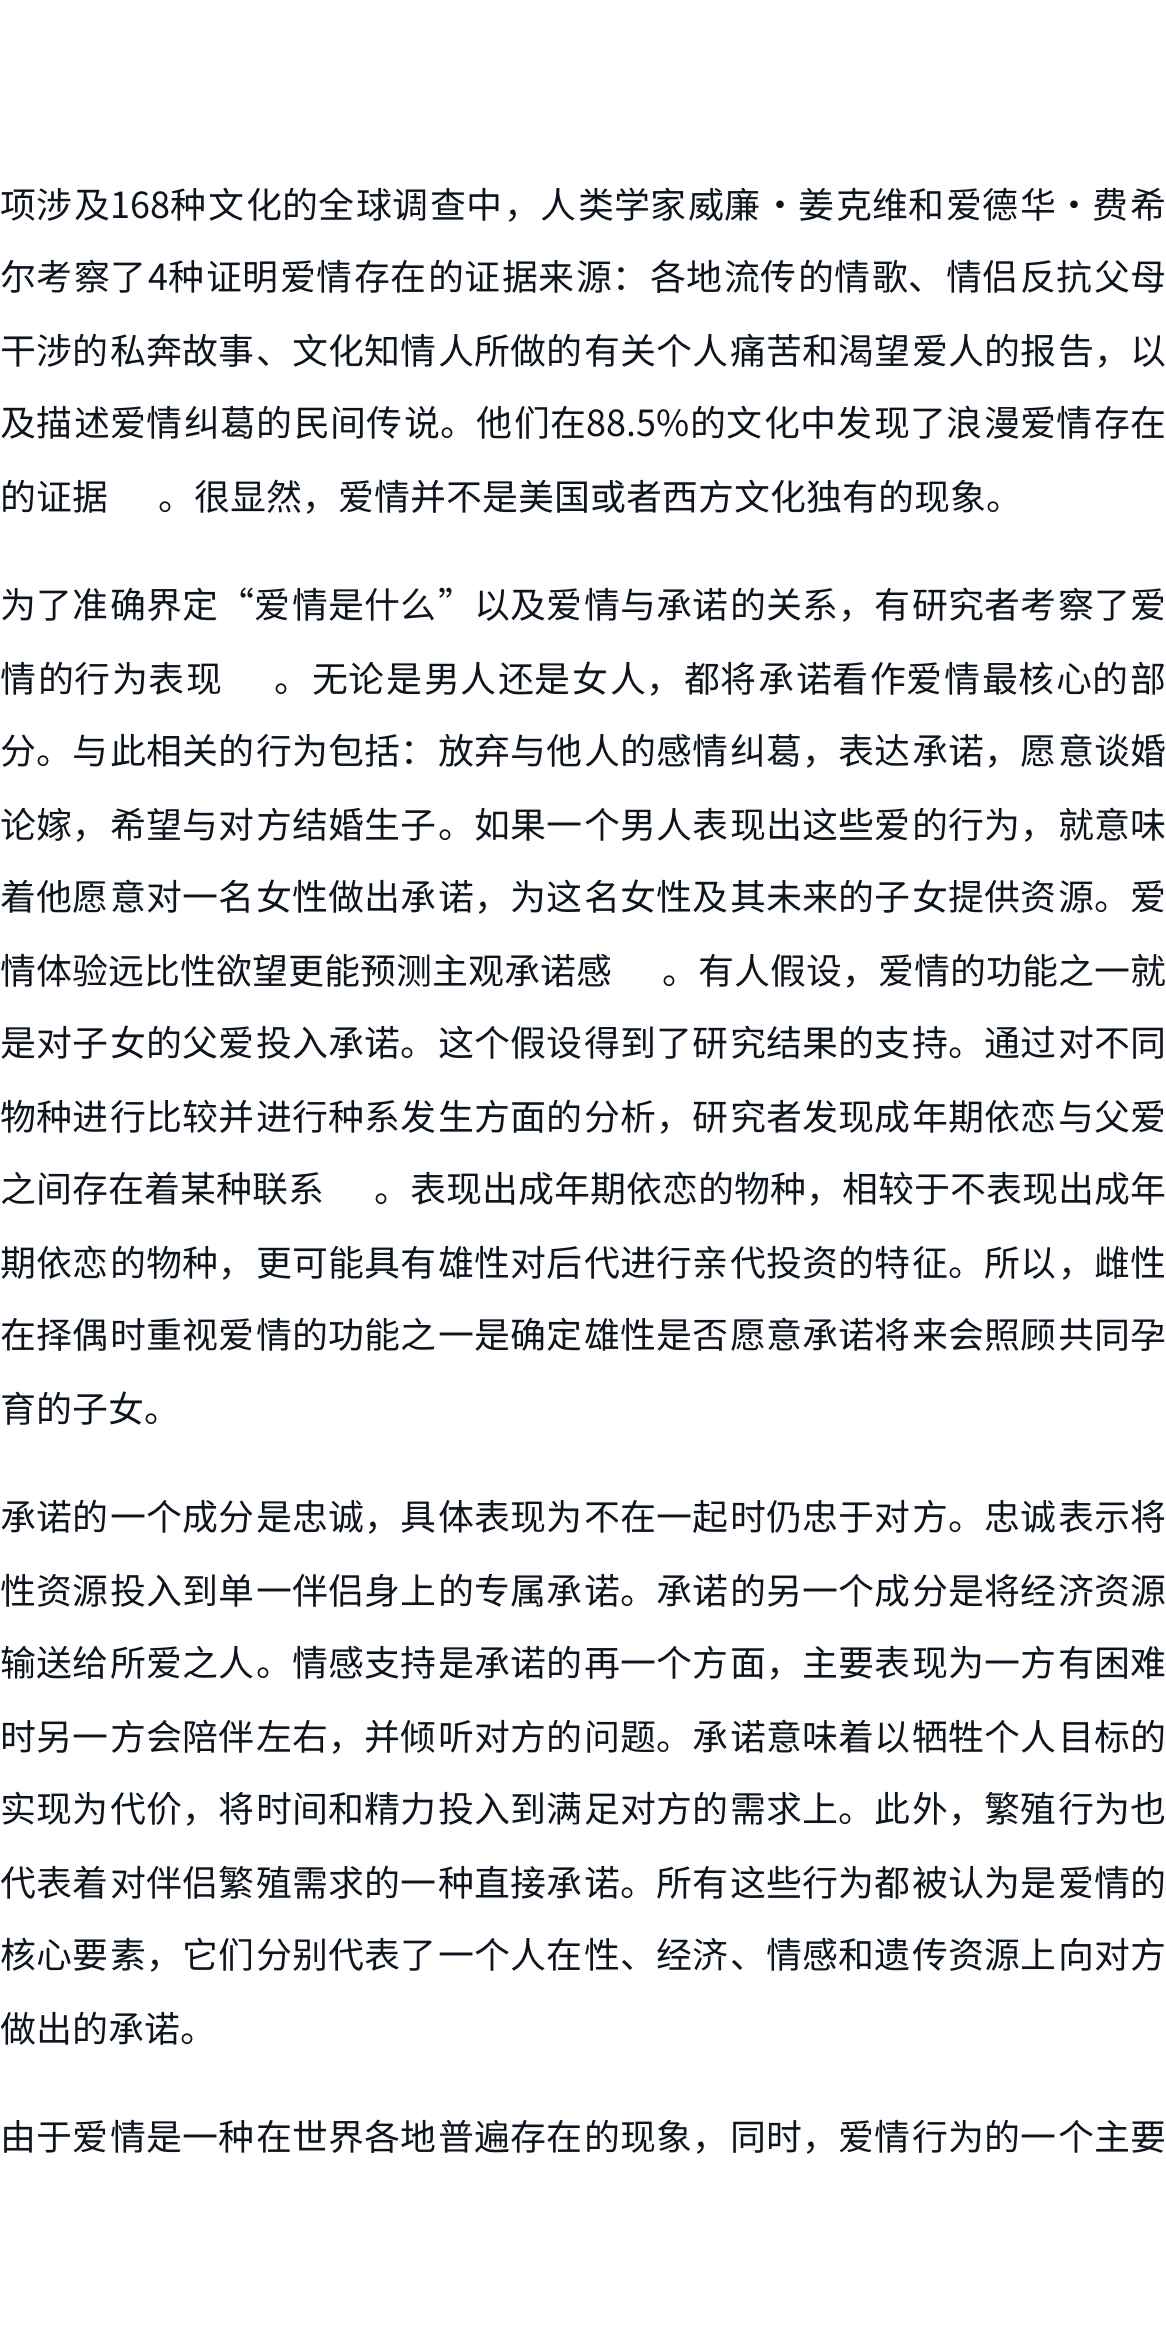 项涉及168种文化的全球调查中，人类学家威廉·姜克维和爱德华·费希
尔考察了4种证明爱情存在的证据来源：各地流传的情歌、情侣反抗父母
干涉的私奔故事、文化知情人所做的有关个人痛苦和渴望爱人的报告，以
及描述爱情纠葛的民间传说。他们在88.5%的文化中发现了浪漫爱情存在
的证据 。很显然，爱情并不是美国或者西方文化独有的现象。
为了准确界定“爱情是什么”以及爱情与承诺的关系，有研究者考察了爱
情的行为表现 。无论是男人还是女人，都将承诺看作爱情最核心的部
分。与此相关的行为包括：放弃与他人的感情纠葛，表达承诺，愿意谈婚
论嫁，希望与对方结婚生子。如果一个男人表现出这些爱的行为，就意味
着他愿意对一名女性做出承诺，为这名女性及其未来的子女提供资源。爱
情体验远比性欲望更能预测主观承诺感 。有人假设，爱情的功能之一就
是对子女的父爱投入承诺。这个假设得到了研究结果的支持。通过对不同
物种进行比较并进行种系发生方面的分析，研究者发现成年期依恋与父爱
之间存在着某种联系 。表现出成年期依恋的物种，相较于不表现出成年
期依恋的物种，更可能具有雄性对后代进行亲代投资的特征。所以，雌性
在择偶时重视爱情的功能之一是确定雄性是否愿意承诺将来会照顾共同孕
育的子女。
承诺的一个成分是忠诚，具体表现为不在一起时仍忠于对方。忠诚表示将
性资源投入到单一伴侣身上的专属承诺。承诺的另一个成分是将经济资源
输送给所爱之人。情感支持是承诺的再一个方面，主要表现为一方有困难
时另一方会陪伴左右，并倾听对方的问题。承诺意味着以牺牲个人目标的
实现为代价，将时间和精力投入到满足对方的需求上。此外，繁殖行为也
代表着对伴侣繁殖需求的一种直接承诺。所有这些行为都被认为是爱情的
核心要素，它们分别代表了一个人在性、经济、情感和遗传资源上向对方
做出的承诺。
由于爱情是一种在世界各地普遍存在的现象，同时，爱情行为的一个主要